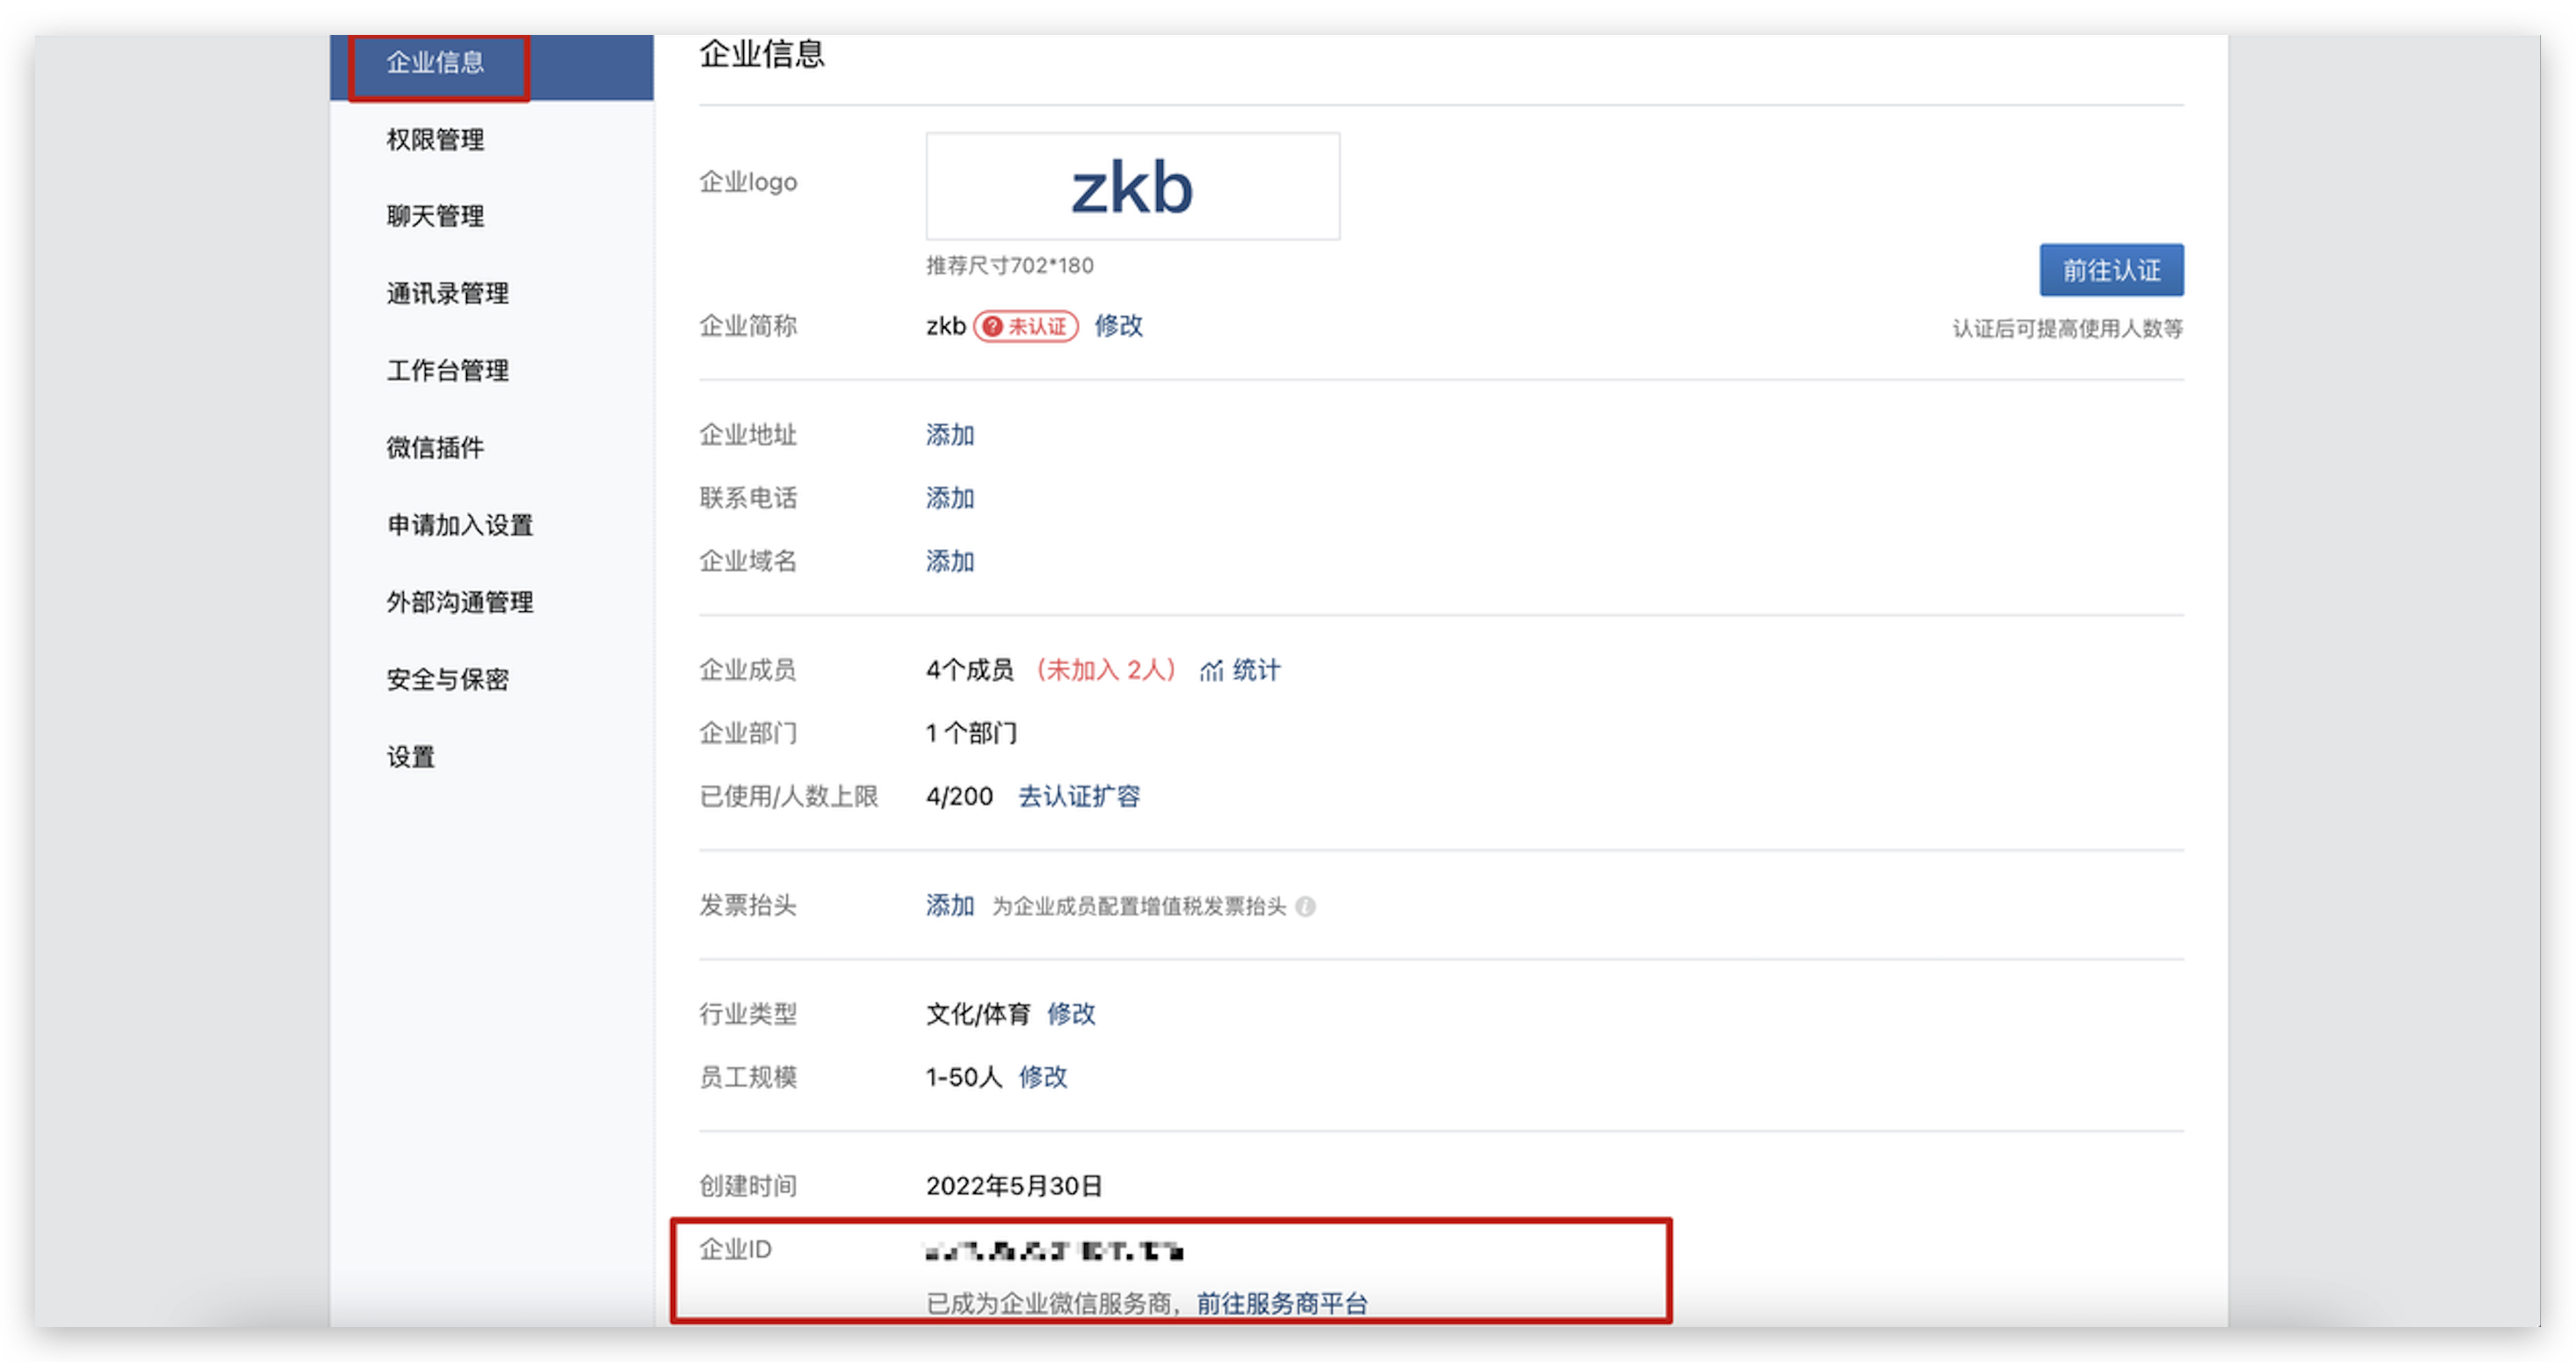 企业信息
权限管理
聊天管理
通讯录管理
工作台管理
微信插件
申请加入设置
外部沟通管理
安全与保密
设置
企业信息
企业logo
zkb
推荐尺寸702*180
前往认证
企业简称 zkb 未认证 修改 认证后可提高使用人数等
企业地址 添加
联系电话 添加
企业域名 添加
企业成员 4个成员 (未加入 2人) 统计
企业部门 1 个部门
已使用/人数上限 4/200 去认证扩容
发票抬头 添加 为企业成员配置增值税发票抬头
行业类型 文化/体育 修改
员工规模 1-50人 修改
创建时间 2022年5月30日
企业ID
已成为企业微信服务商，前往服务商平台